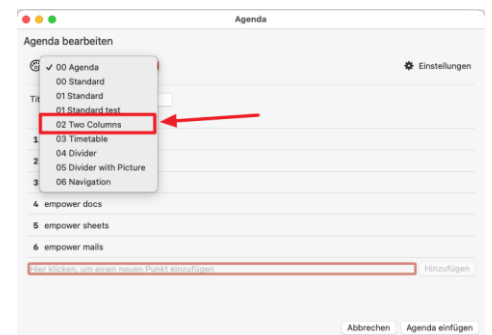 Agenda
Agenda bearbeiten
✓ 00 Agenda
Einstellungen
00 Standard
01 Standard
Tit
01 Standard test
02 Two Columns
1
03 Timetable
04 Divider
2
05 Divider with Picture
3
06 Navigation
4 empower docs
5 empower sheets
6 empower mails
Hier klicken, um einen neuen Punkt einzufügen
Hinzufügen
Abbrechen
Agenda einfügen